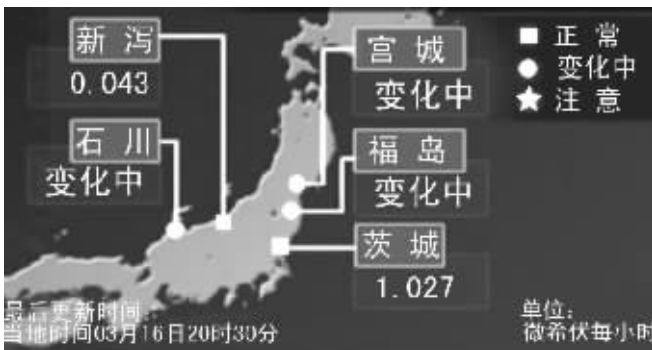 新 泻
0.043
石 川
变化中
宫 城
变化中
福 岛
变化中
茨 城
1.027
■ 正 常
● 变化中
★ 注 意
最后更新时间:
当地时间03月16日20时30分
单位:
微希伏每小时